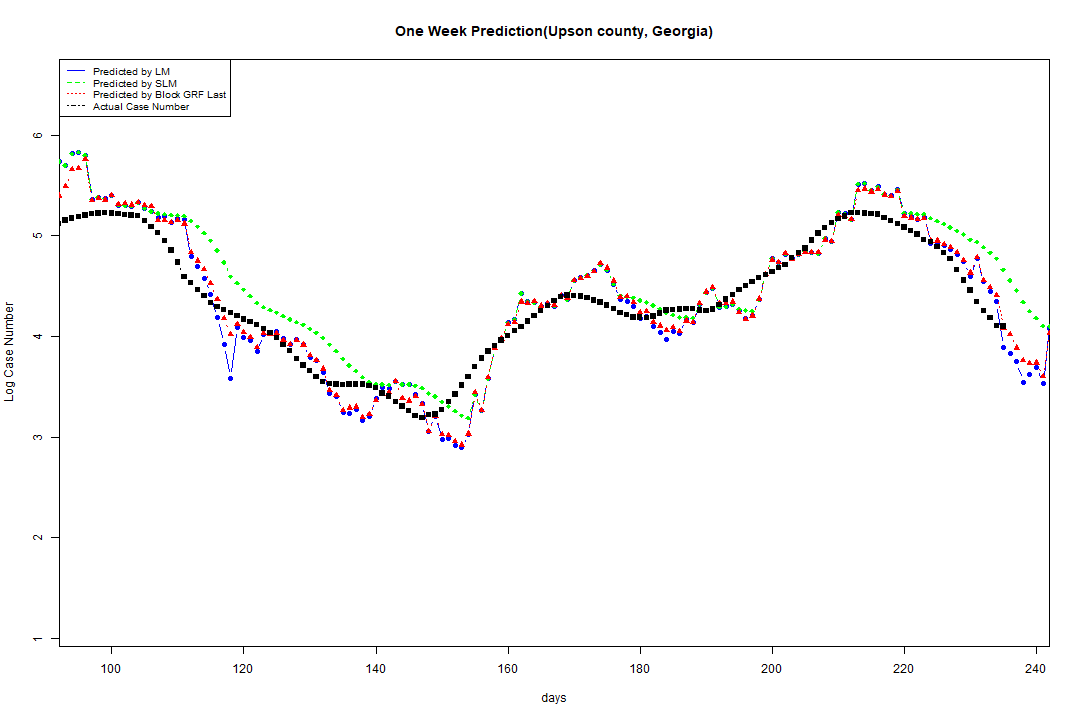 One Week Prediction(Upson county, Georgia)
Predicted by LM
Predicted by SLM
Predicted by Block GRF Last
Actual Case Number
Log Case Number
6
5
4
3
2
1
100 120 140 160 180 200 220 240
days